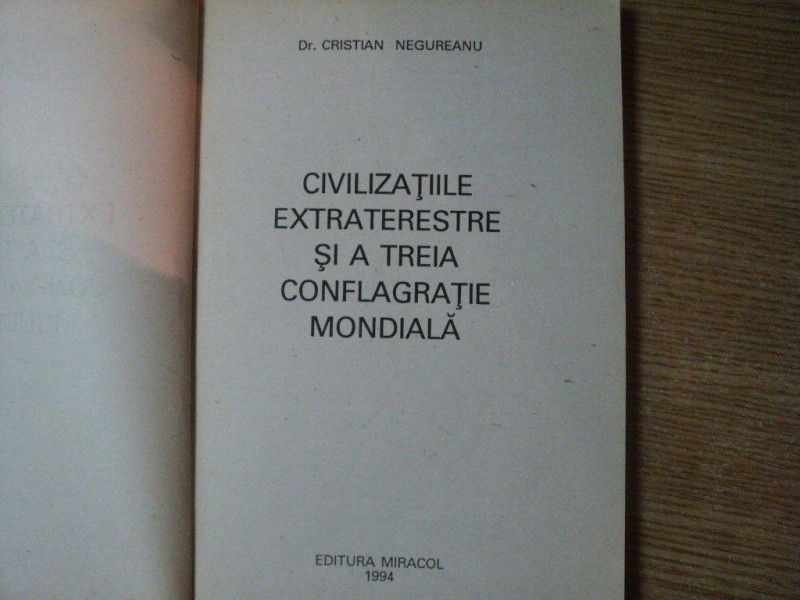 Dr. CRISTIAN NEGUREANU
CIVILIZAŢIILE
EXTRATERESTRE
ŞI A TREIA
CONFLAGRAŢIE
MONDIALĂ
EDITURA MIRACOL
1994